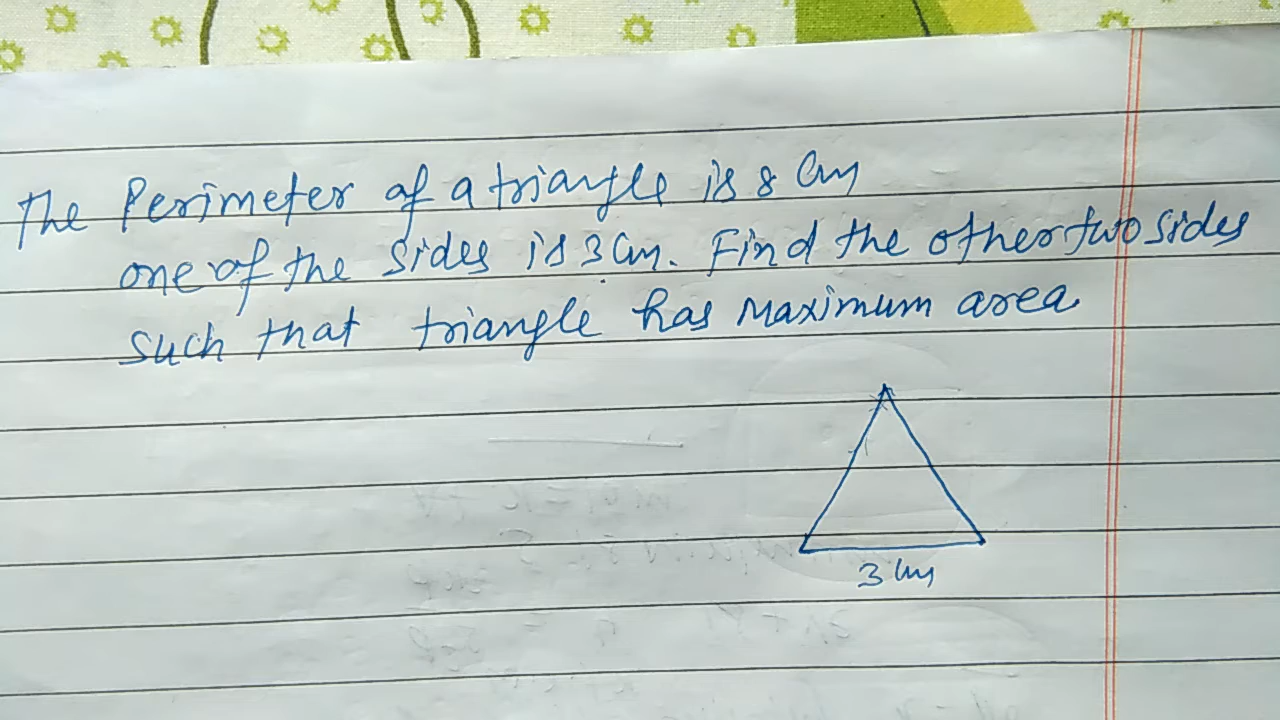 The Perimeter of a triangle is 8 cm
one of the sides is 3 cm. Find the other two sides
such that triangle has maximum area
3 cm